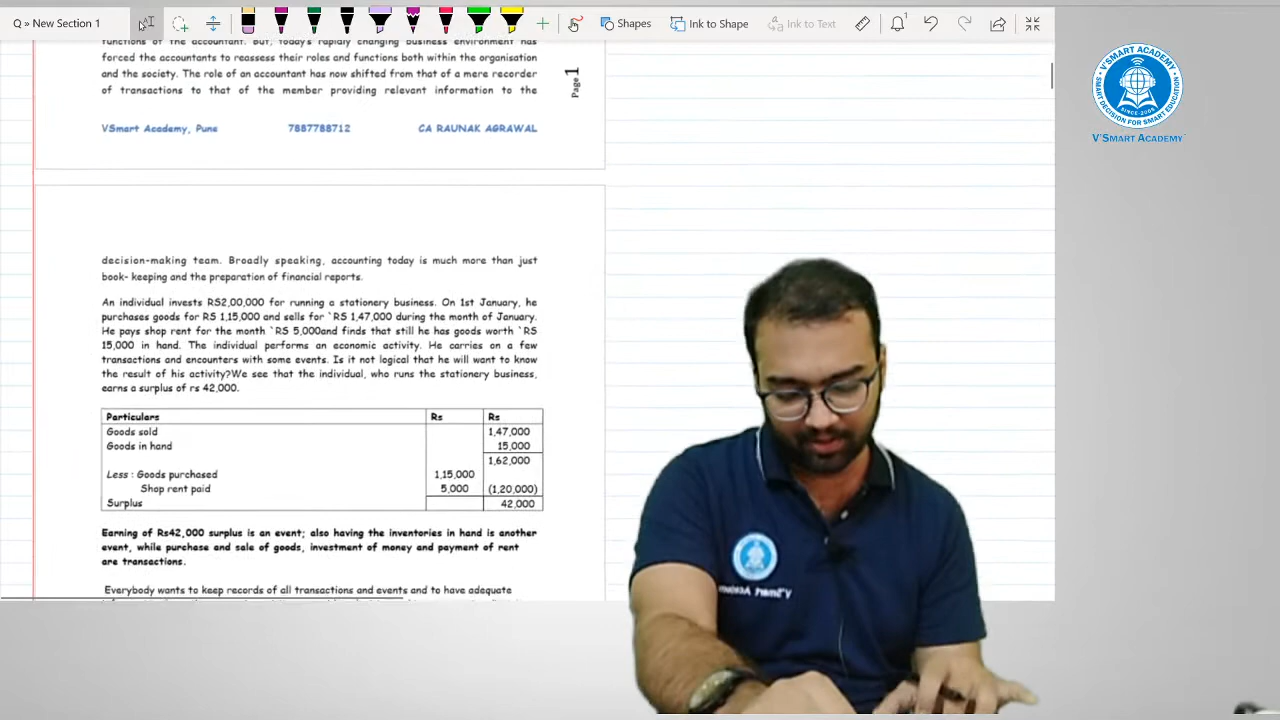 Q » New Section 1
Shapes
Ink to Shape
Ink to Text
forced the accountants to reassess their roles and functions both within the organisation
and the society. The role of an accountant has now shifted from that of a mere recorder
of transactions to that of the member providing relevant information to the
Page 1
VSmart Academy, Pune 7887788712 CA RAUNAK AGRAWAL
V'SMART ACADEMY
SMART DECISION FOR SMART EDUCATION
SINCE-2005
V'SMART ACADEMY
decision-making team. Broadly speaking, accounting today is much more than just
book- keeping and the preparation of financial reports.
An individual invests RS2,00,000 for running a stationery business. On 1st January, he
purchases goods for RS 1,15,000 and sells for `RS 1,47,000 during the month of January.
He pays shop rent for the month `RS 5,000and finds that still he has goods worth `RS
15,000 in hand. The individual performs an economic activity. He carries on a few
transactions and encounters with some events. Is it not logical that he will want to know
the result of his activity?We see that the individual, who runs the stationery business,
earns a surplus of rs 42,000.
Particulars Rs Rs
Goods sold 1,47,000
Goods in hand 15,000
1,62,000
Less : Goods purchased 1,15,000
Shop rent paid 5,000 (1,20,000)
Surplus 42,000
Earning of Rs42,000 surplus is an event; also having the inventories in hand is another
event, while purchase and sale of goods, investment of money and payment of rent
are transactions.
Everybody wants to keep records of all transactions and events and to have adequate